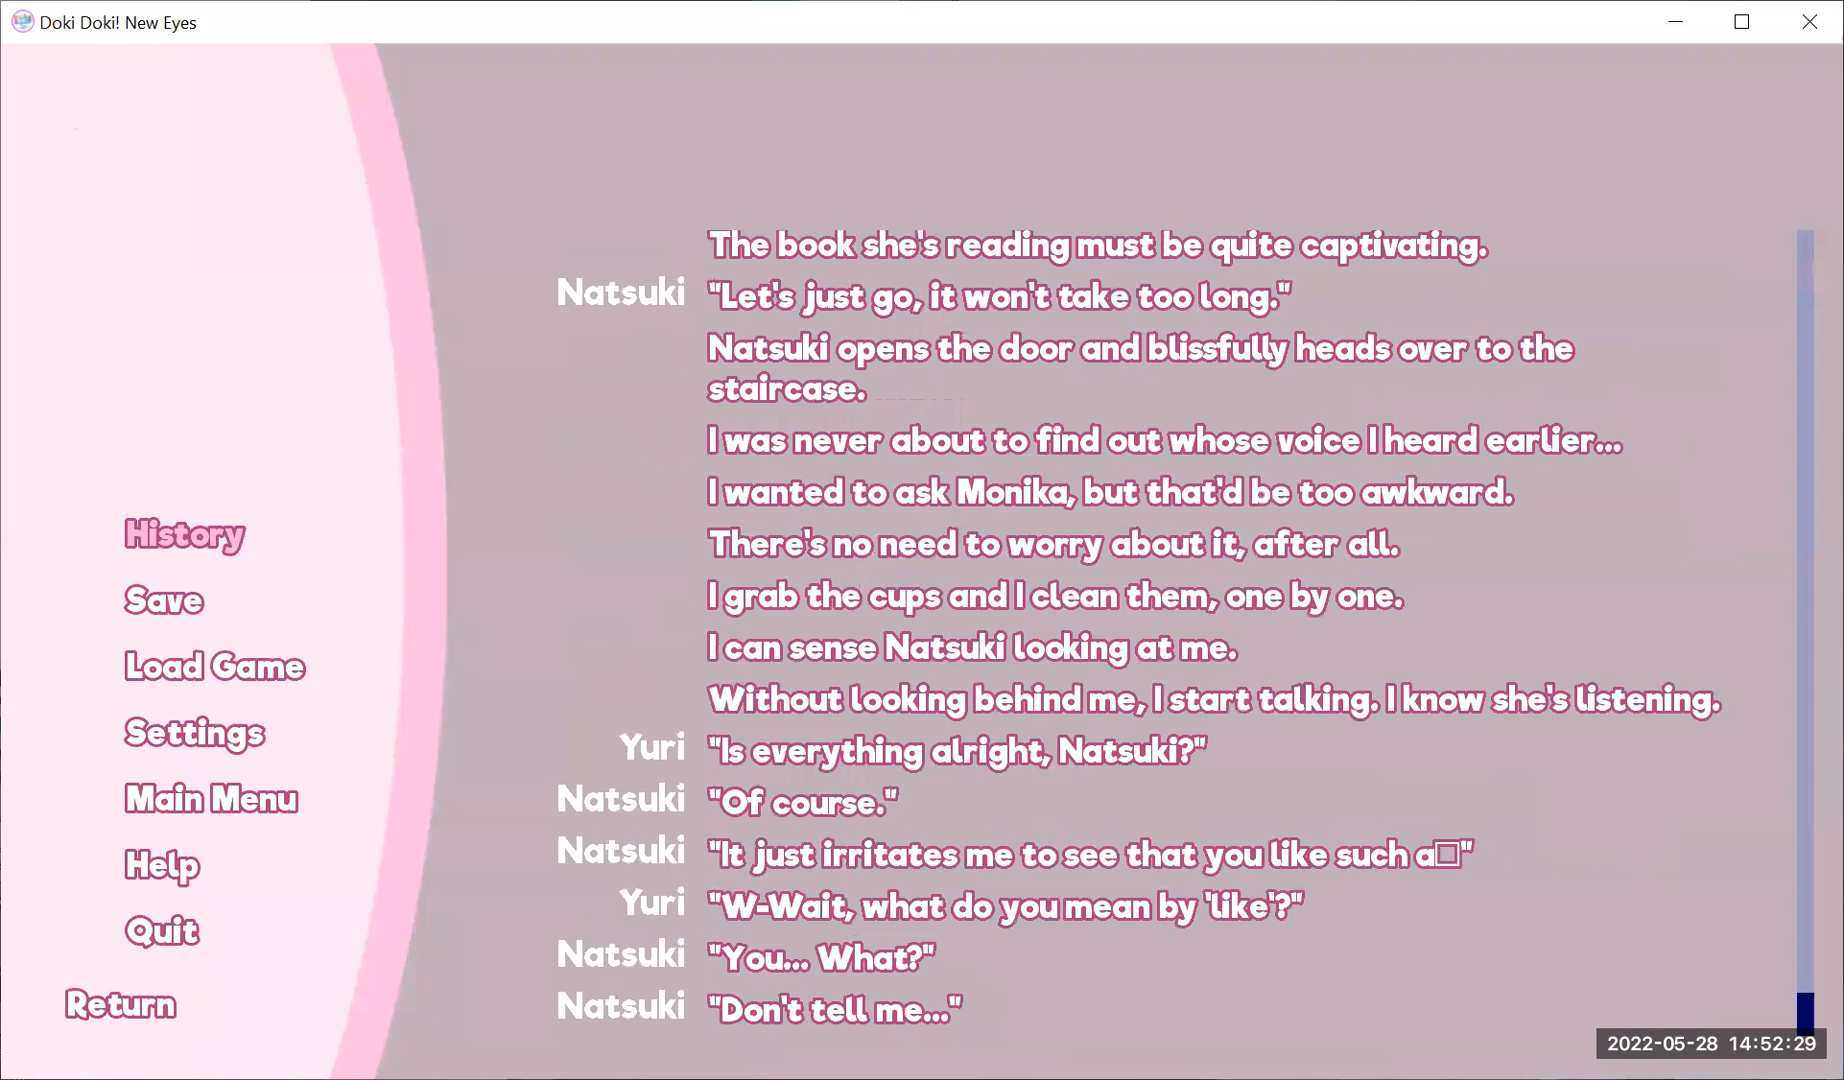 Doki Doki! New Eyes
The book she's reading must be quite captivating.
Natsuki "Let's just go, it won't take too long."
Natsuki opens the door and blissfully heads over to the
staircase.
I was never about to find out whose voice I heard earlier...
I wanted to ask Monika, but that'd be too awkward.
There's no need to worry about it, after all.
I grab the cups and I clean them, one by one.
I can sense Natsuki looking at me.
Without looking behind me, I start talking. I know she's listening.
Yuri "Is everything alright, Natsuki?"
Natsuki "Of course."
Natsuki "It just irritates me to see that you like such a□"
Yuri "W-Wait, what do you mean by 'like'?"
Natsuki "You... What?"
Natsuki "Don't tell me..."
History
Save
Load Game
Settings
Main Menu
Help
Quit
Return
2022-05-28 14:52:29